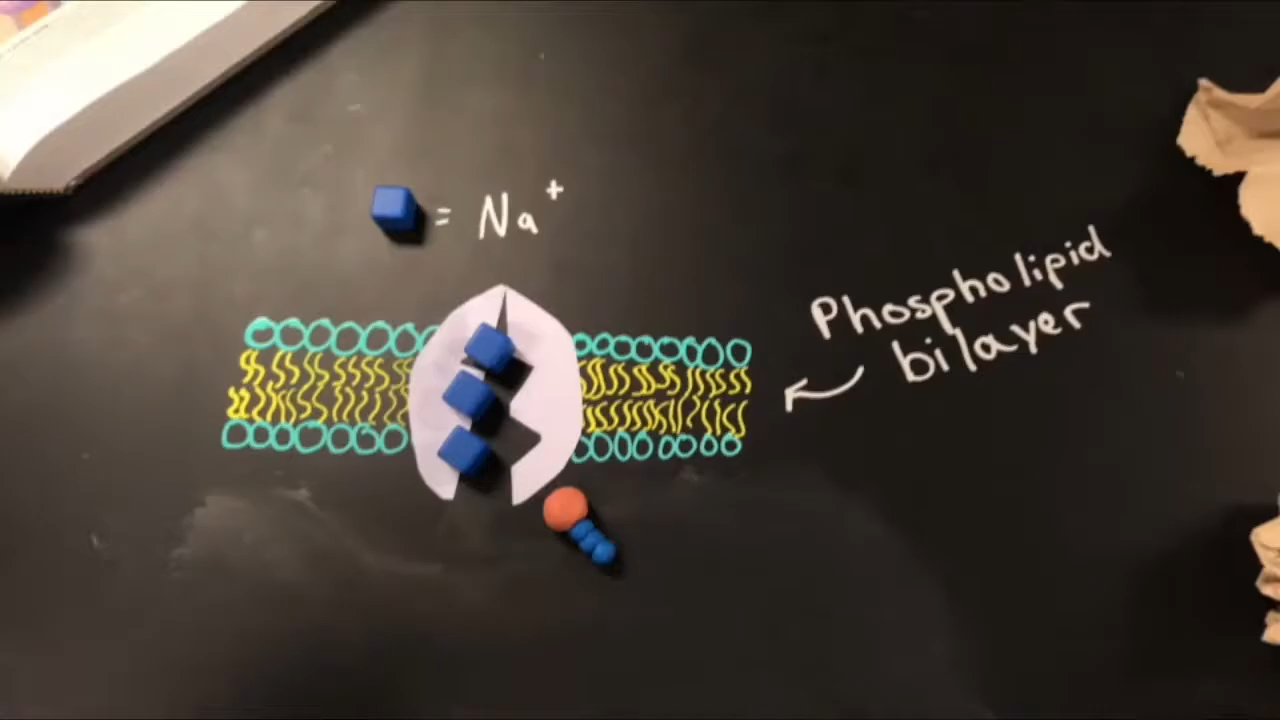 = Na⁺
Phospholipid
bilayer